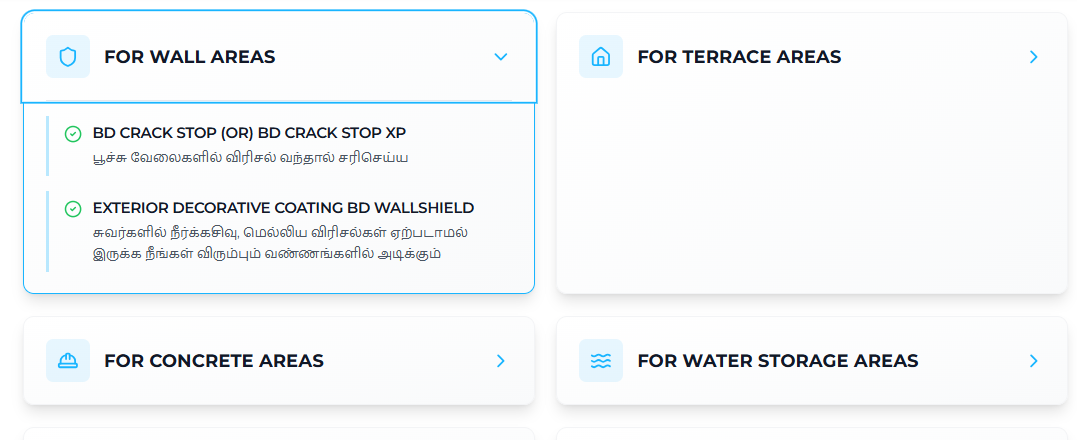 FOR WALL AREAS
BD CRACK STOP (OR) BD CRACK STOP XP
பூச்சு வேலைகளில் விரிசல் வந்தால் சரிசெய்ய
EXTERIOR DECORATIVE COATING BD WALLSHIELD
சுவர்களில் நீர்க்கசிவு, மெல்லிய விரிசல்கள் ஏற்படாமல்
இருக்க நீங்கள் விரும்பும் வண்ணங்களில் அடிக்கும்
FOR TERRACE AREAS
FOR CONCRETE AREAS
FOR WATER STORAGE AREAS